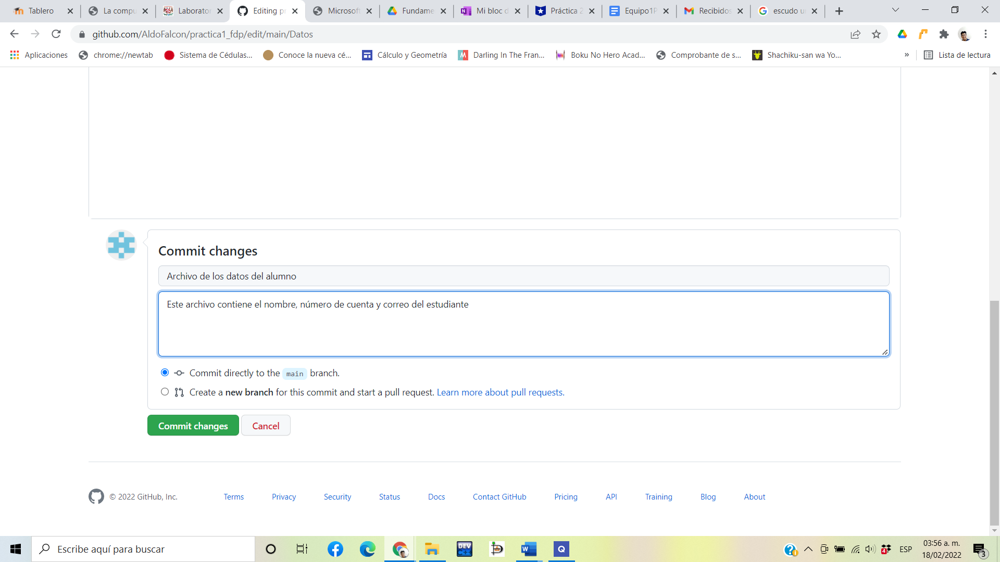 Tablero
La compu
Laborator
Editing pr
Microsoft
Fundame
Mi bloc d
Práctica 2
Equipo1P
Recibidos
escudo u
github.com/AldoFalcon/practica1_fdp/edit/main/Datos
Aplicaciones
chrome://newtab
Sistema de Cédulas...
Conoce la nueva cé...
Cálculo y Geometría
Darling In The Fran...
Boku No Hero Acad...
Comprobante de s...
Shachiku-san wa Yo...
»
Lista de lectura
Commit changes
Archivo de los datos del alumno
Este archivo contiene el nombre, número de cuenta y correo del estudiante
Commit directly to the main branch.
Create a new branch for this commit and start a pull request. Learn more about pull requests.
Commit changes
Cancel
© 2022 GitHub, Inc.
Terms
Privacy
Security
Status
Docs
Contact GitHub
Pricing
API
Training
Blog
About
Escribe aquí para buscar
DEV
W
Q
4
ESP
03:56 a. m.
18/02/2022
3